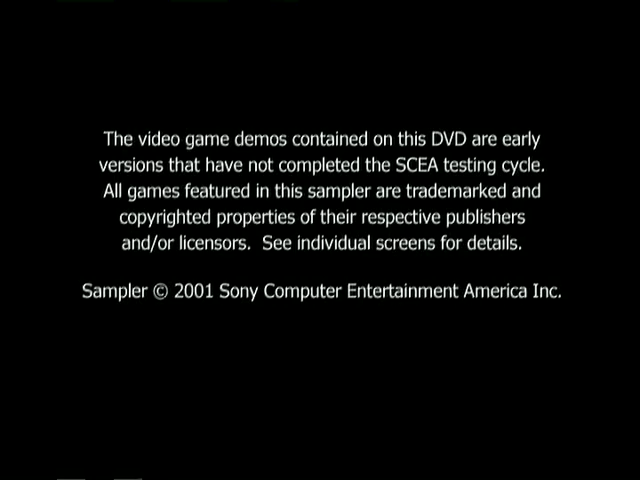 The video game demos contained on this DVD are early
versions that have not completed the SCEA testing cycle.
All games featured in this sampler are trademarked and
copyrighted properties of their respective publishers
and/or licensors.  See individual screens for details.
Sampler © 2001 Sony Computer Entertainment America Inc.